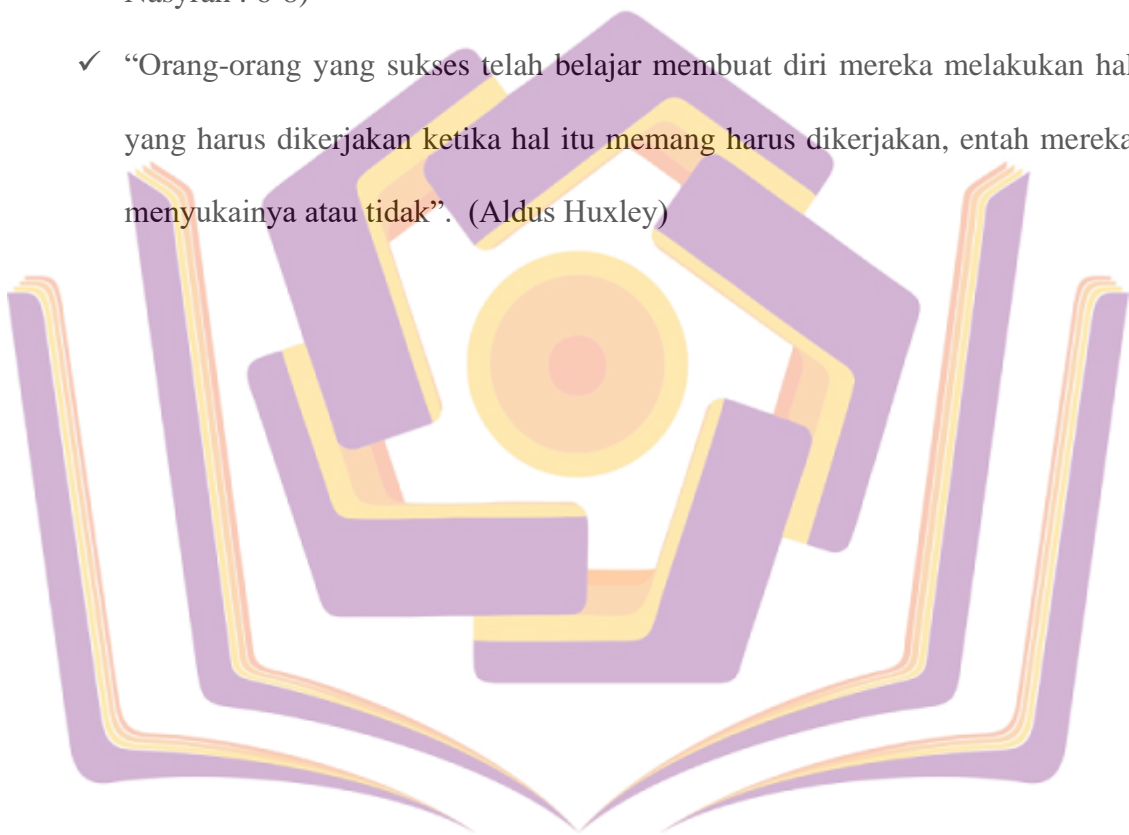 ✓ “Orang-orang yang sukses telah belajar membuat diri mereka melakukan hal
yang harus dikerjakan ketika hal itu memang harus dikerjakan, entah mereka
menyukainya atau tidak”. (Aldus Huxley)